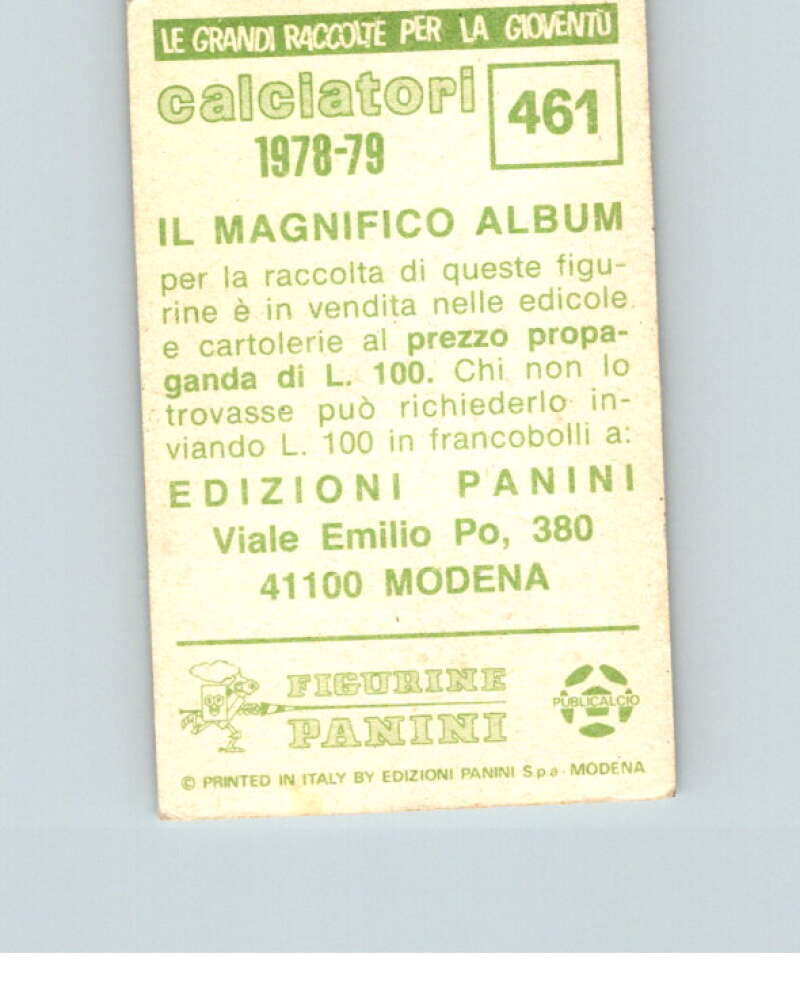 LE GRANDI RACCOLTE PER LA GIOVENTÙ
calciatori
1978-79
461
IL MAGNIFICO ALBUM
per la raccolta di queste figu-
rine è in vendita nelle edicole
e cartolerie al prezzo propa-
ganda di L. 100. Chi non lo
trovasse può richiederlo in-
viando L. 100 in francobolli a:
EDIZIONI PANINI
Viale Emilio Po, 380
41100 MODENA
FIGURINE
PANINI
PUBLICALCIO
© PRINTED IN ITALY BY EDIZIONI PANINI S.p.a. MODENA